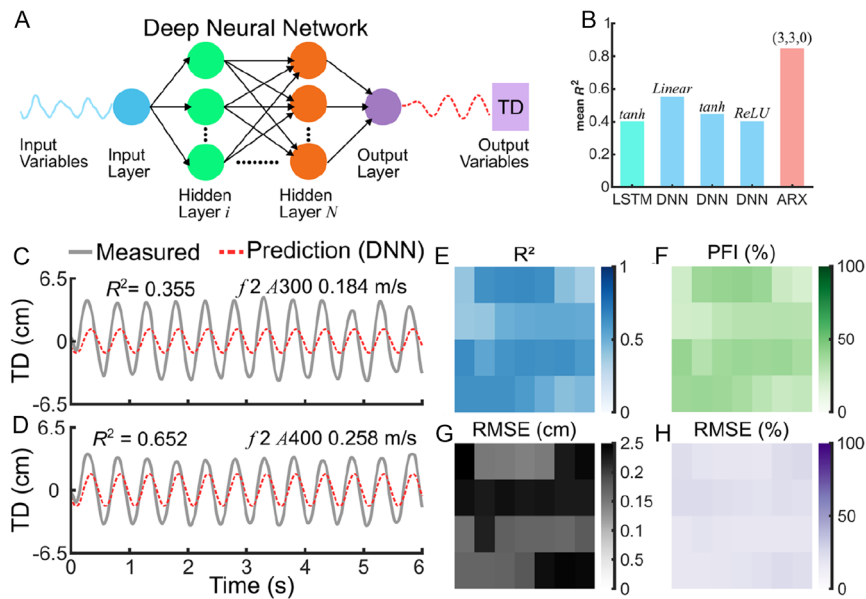 A
Deep Neural Network
Input
Variables
Input
Layer
Hidden
Layer i
Hidden
Layer N
Output
Layer
TD
Output
Variables
B
mean R²
1
0.8
0.6
0.4
0.2
0
tanh
Linear
tanh
ReLU
(3,3,0)
LSTM DNN DNN DNN ARX
C
Measured
Prediction (DNN)
TD (cm)
6.5
0
-6.5
R²= 0.355
f 2 A300 0.184 m/s
D
TD (cm)
6.5
0
-6.5
R² = 0.652
f 2 A400 0.258 m/s
0 1 2 3 4 5 6
Time (s)
E
R²
1
0.5
0
F
PFI (%)
100
50
0
G
RMSE (cm)
2.5
0.2
0.15
0.1
0.05
0
H
RMSE (%)
100
50
0